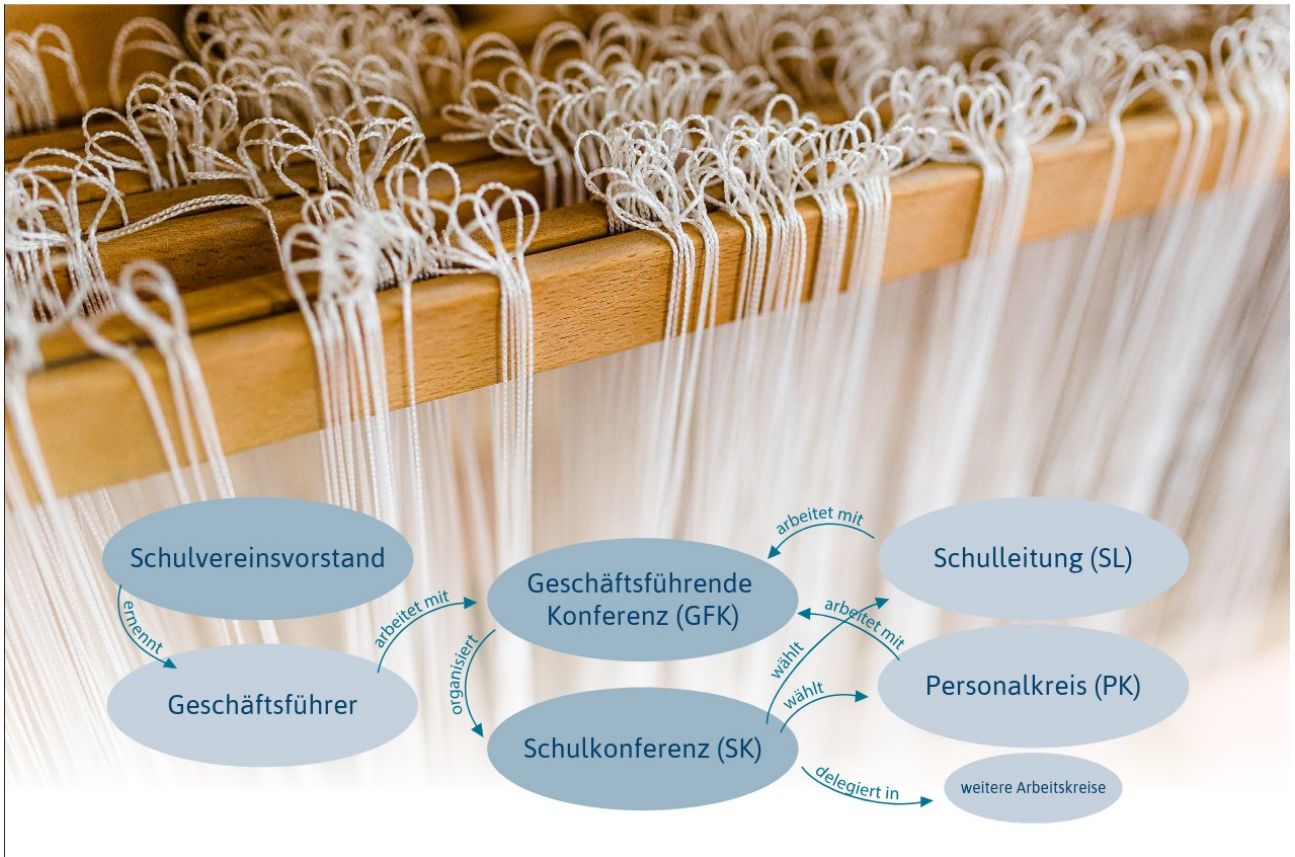 Schulvereinsvorstand
ernennt
Geschäftsführer
arbeitet mit
Geschäftsführende
Konferenz (GFK)
organisiert
Schulkonferenz (SK)
wählt
wählt
delegiert in
arbeitet mit
Schulleitung (SL)
arbeitet mit
Personalkreis (PK)
weitere Arbeitskreise